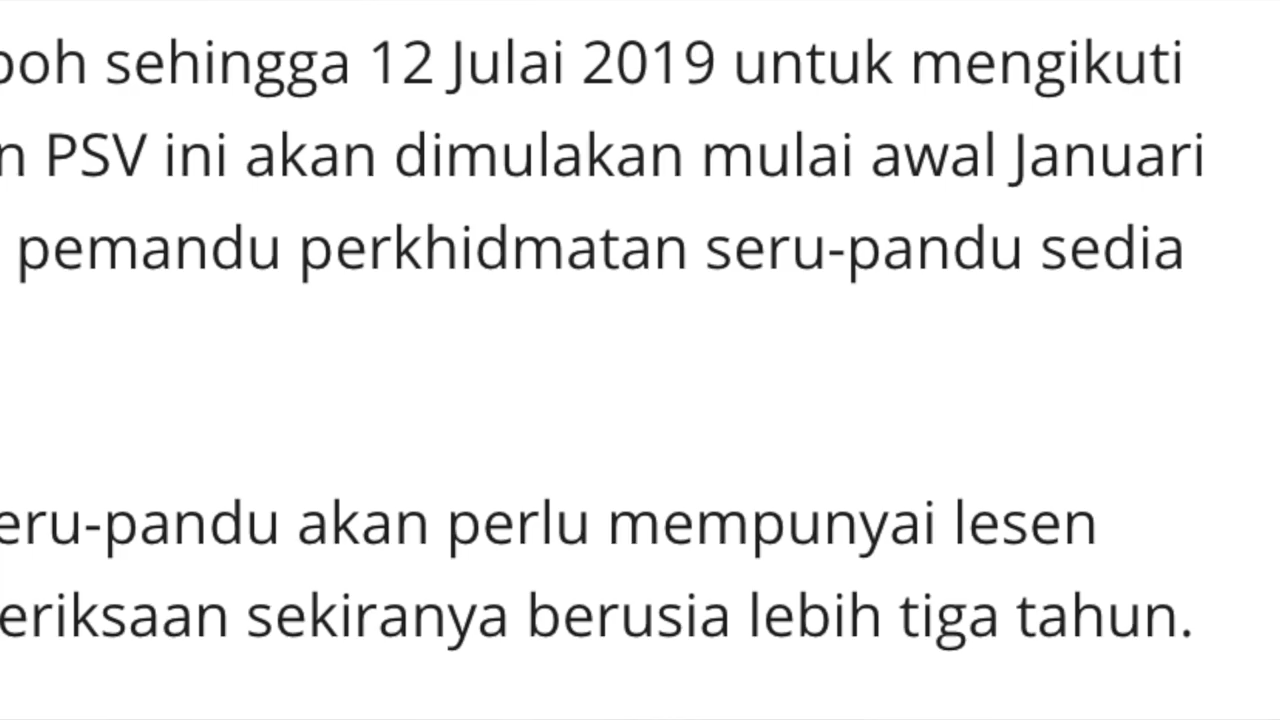 sehingga 12 Julai 2019 untuk mengikuti
PSV ini akan dimulakan mulai awal Januari
pemandu perkhidmatan seru-pandu sedia
eru-pandu akan perlu mempunyai lesen
eriksaan sekiranya berusia lebih tiga tahun.